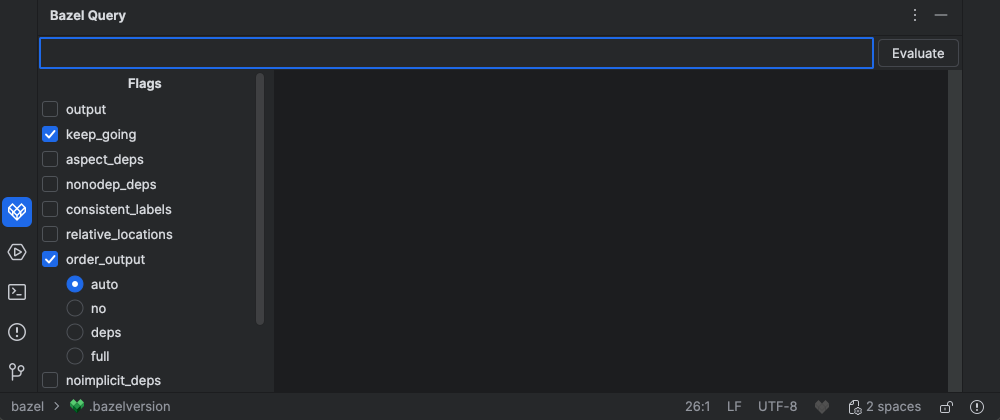 Bazel Query
Evaluate
Flags
output
keep_going
aspect_deps
nonodep_deps
consistent_labels
relative_locations
order_output
auto
no
deps
full
noimplicit_deps
bazel > .bazelversion 26:1 LF UTF-8 2 spaces